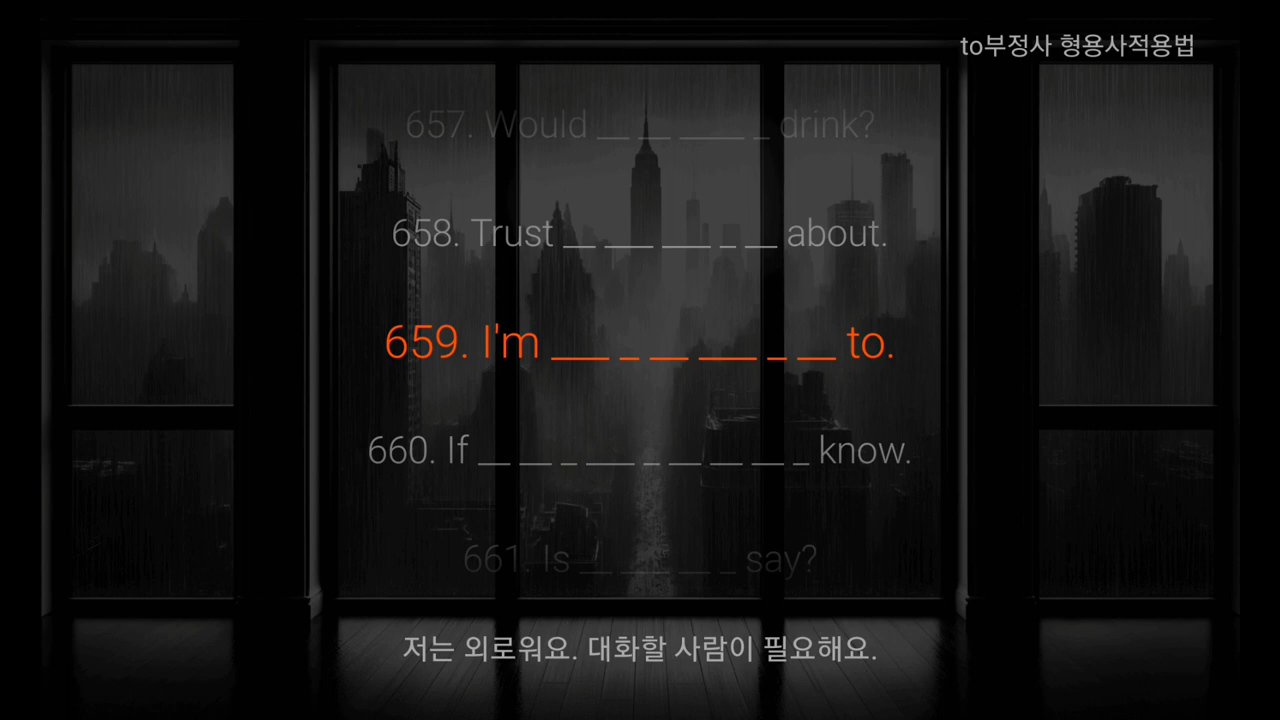 to부정사 형용사적용법
657. Would __ __ ____ _ drink?
658. Trust __ ___ ___ _ __ about.
659. I'm ___ _ __ ___ _ __ to.
660. If __ __ _ ___ _ __ __ ___ _ know.
661. Is __ __ __ _ say?
저는 외로워요. 대화할 사람이 필요해요.